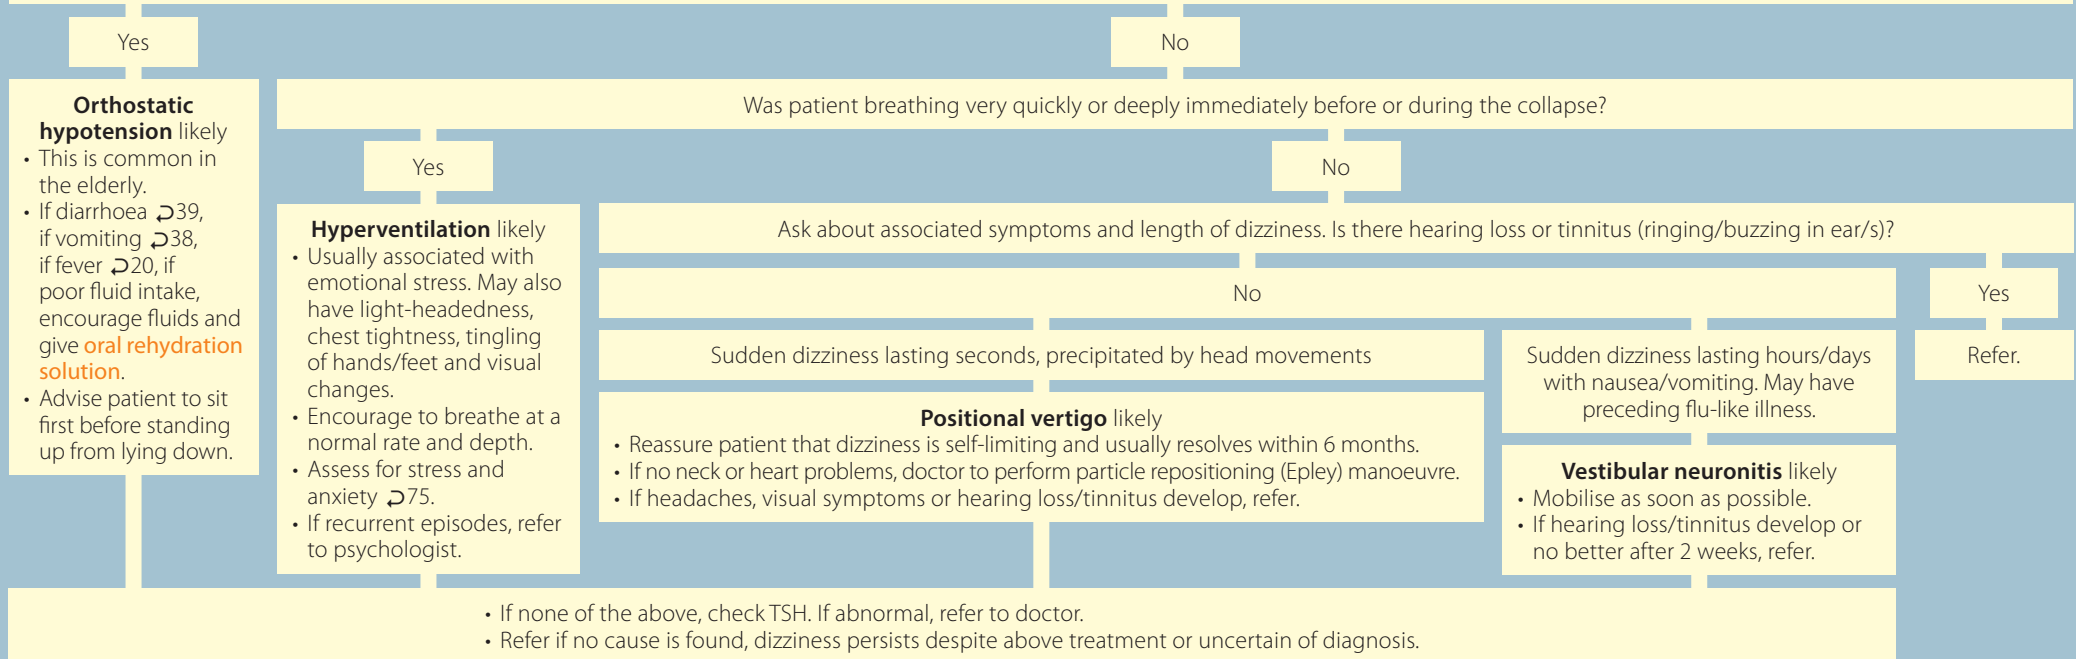 Yes
No
Orthostatic
hypotension likely
• This is common in
the elderly.
• If diarrhoea ⮌39,
if vomiting ⮌38,
if fever ⮌20, if
poor fluid intake,
encourage fluids and
give oral rehydration
solution.
• Advise patient to sit
first before standing
up from lying down.
Was patient breathing very quickly or deeply immediately before or during the collapse?
Yes
No
Hyperventilation likely
• Usually associated with
emotional stress. May also
have light-headedness,
chest tightness, tingling
of hands/feet and visual
changes.
• Encourage to breathe at a
normal rate and depth.
• Assess for stress and
anxiety ⮌75.
• If recurrent episodes, refer
to psychologist.
Ask about associated symptoms and length of dizziness. Is there hearing loss or tinnitus (ringing/buzzing in ear/s)?
No
Yes
Sudden dizziness lasting seconds, precipitated by head movements
Positional vertigo likely
• Reassure patient that dizziness is self-limiting and usually resolves within 6 months.
• If no neck or heart problems, doctor to perform particle repositioning (Epley) manoeuvre.
• If headaches, visual symptoms or hearing loss/tinnitus develop, refer.
Sudden dizziness lasting hours/days
with nausea/vomiting. May have
preceding flu-like illness.
Vestibular neuronitis likely
• Mobilise as soon as possible.
• If hearing loss/tinnitus develop or
no better after 2 weeks, refer.
Refer.
• If none of the above, check TSH. If abnormal, refer to doctor.
• Refer if no cause is found, dizziness persists despite above treatment or uncertain of diagnosis.